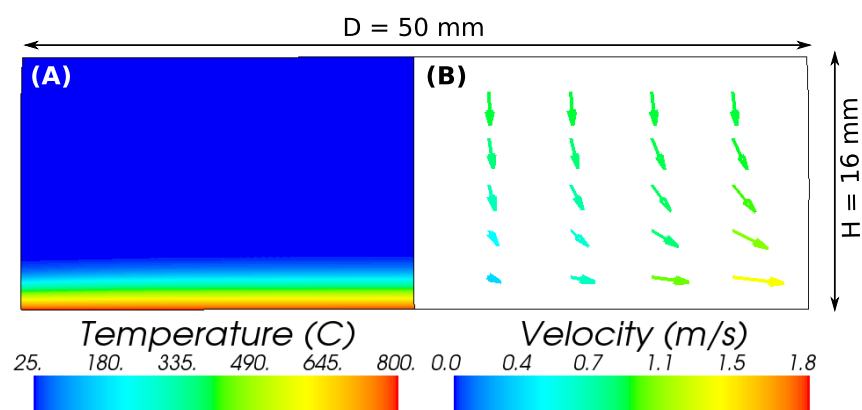 D = 50 mm
(A)
(B)
H = 16 mm
Temperature (C)
Velocity (m/s)
25. 180. 335. 490. 645. 800.
0.0 0.4 0.7 1.1 1.5 1.8